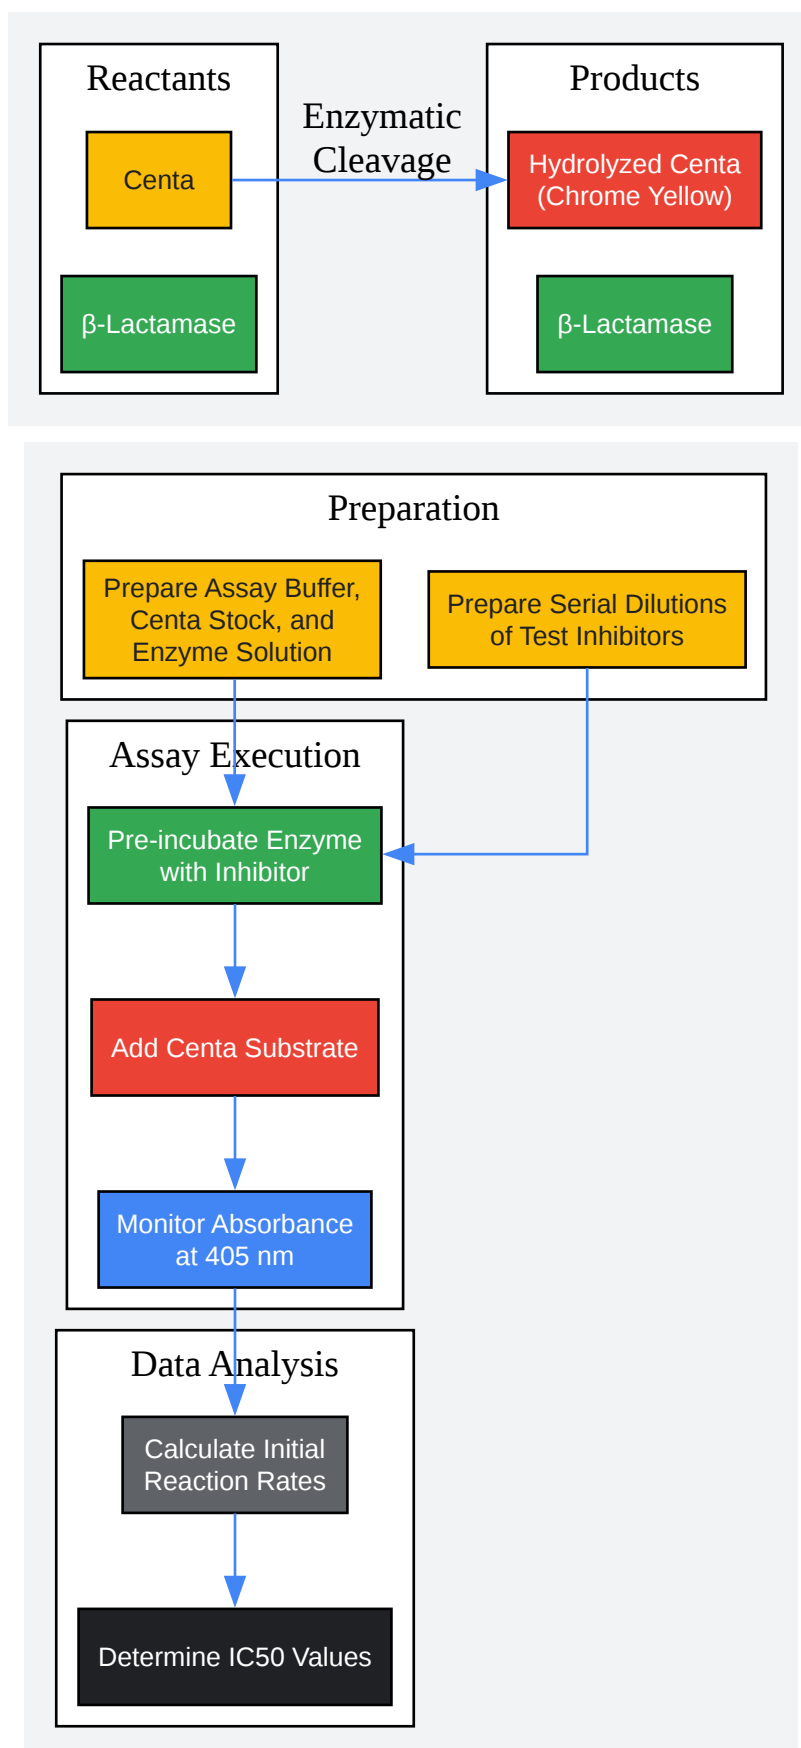 Reactants
Products
Enzymatic
Cleavage
Centa
Hydrolyzed Centa
(Chrome Yellow)
β-Lactamase
β-Lactamase
Preparation
Prepare Assay Buffer,
Centa Stock, and
Enzyme Solution
Prepare Serial Dilutions
of Test Inhibitors
Assay Execution
Pre-incubate Enzyme
with Inhibitor
Add Centa Substrate
Monitor Absorbance
at 405 nm
Data Analysis
Calculate Initial
Reaction Rates
Determine IC50 Values